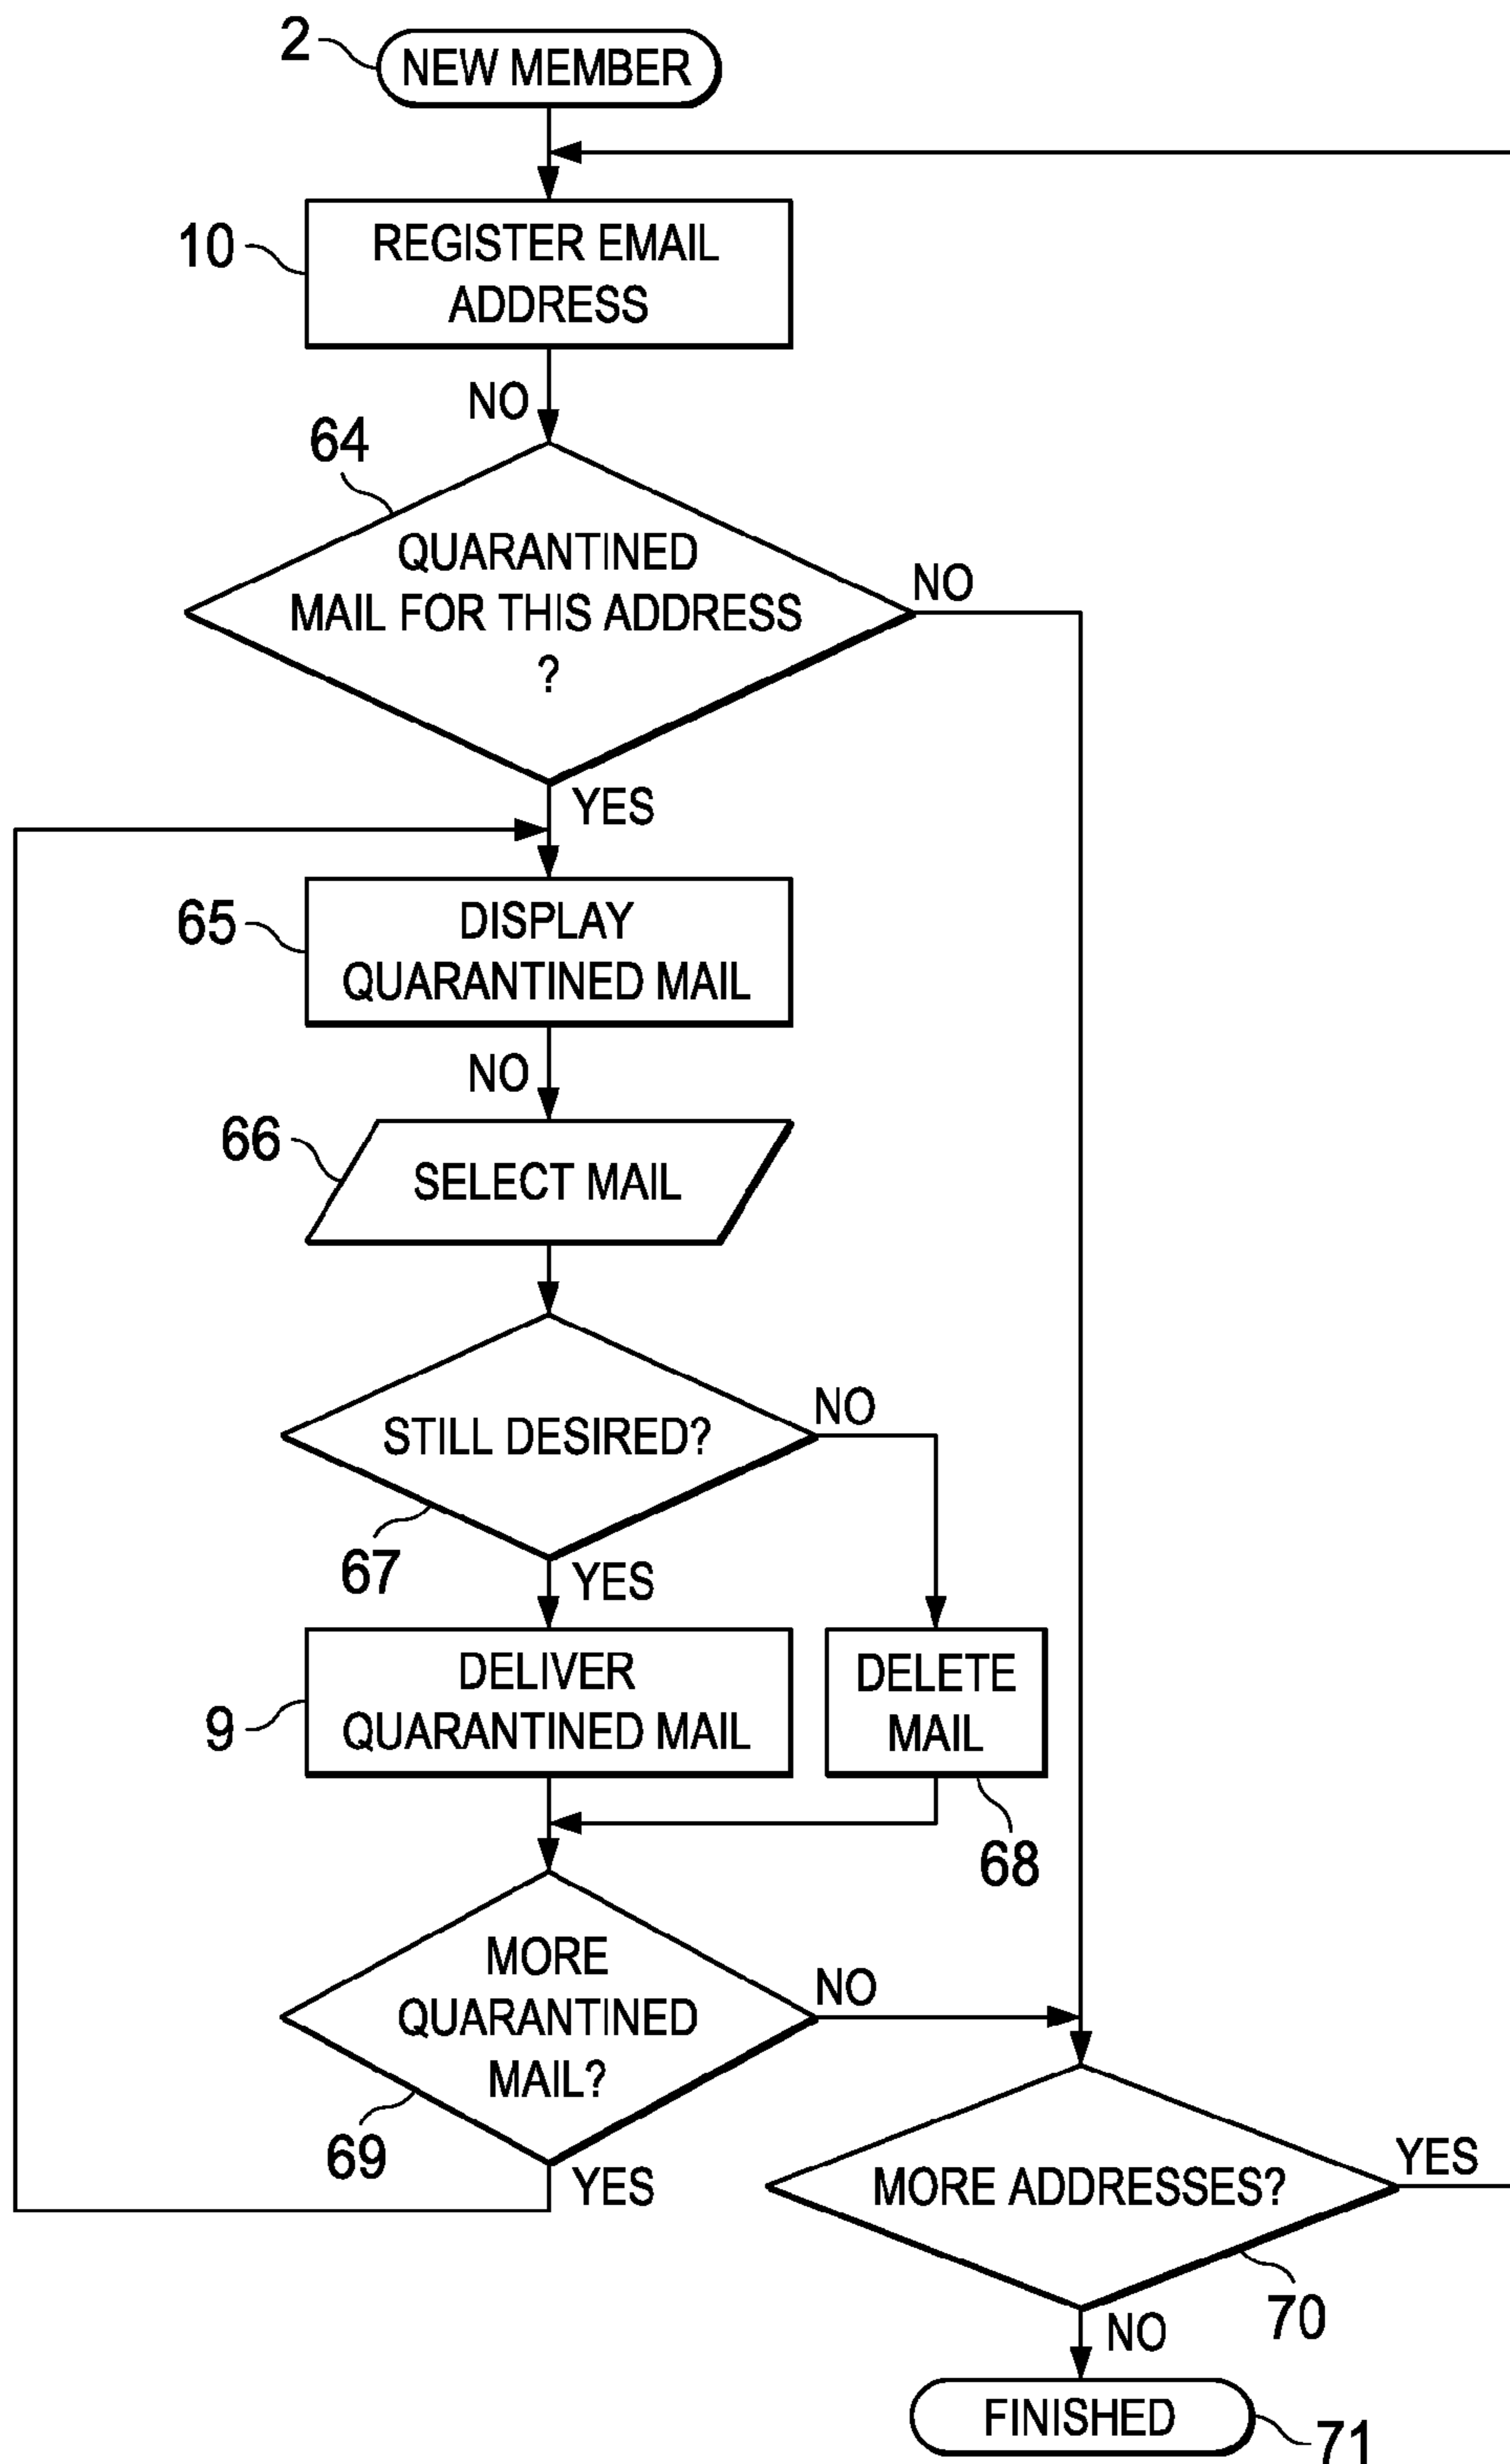 2
NEW MEMBER
10
REGISTER EMAIL
ADDRESS
NO
64
QUARANTINED
MAIL FOR THIS ADDRESS
?
NO
YES
65
DISPLAY
QUARANTINED MAIL
NO
66
SELECT MAIL
STILL DESIRED?
NO
67
YES
9
DELIVER
QUARANTINED MAIL
DELETE
MAIL
68
MORE
QUARANTINED
MAIL?
NO
69
YES
MORE ADDRESSES?
YES
70
NO
FINISHED
71